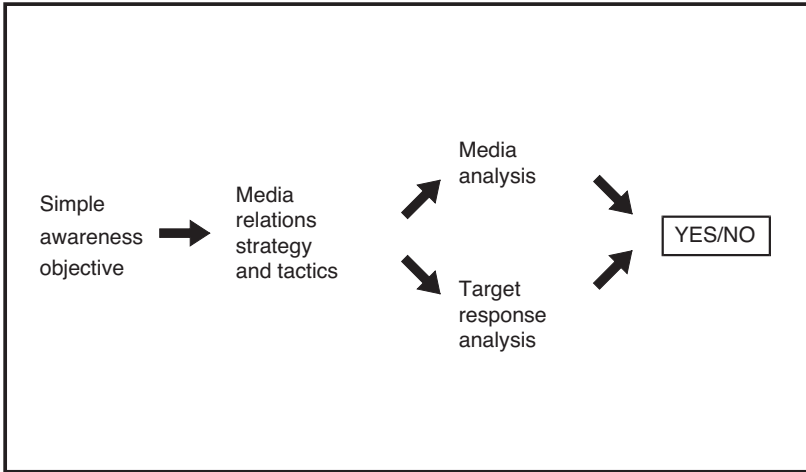 Simple
awareness
objective
Media
relations
strategy
and tactics
Media
analysis
Target
response
analysis
YES/NO